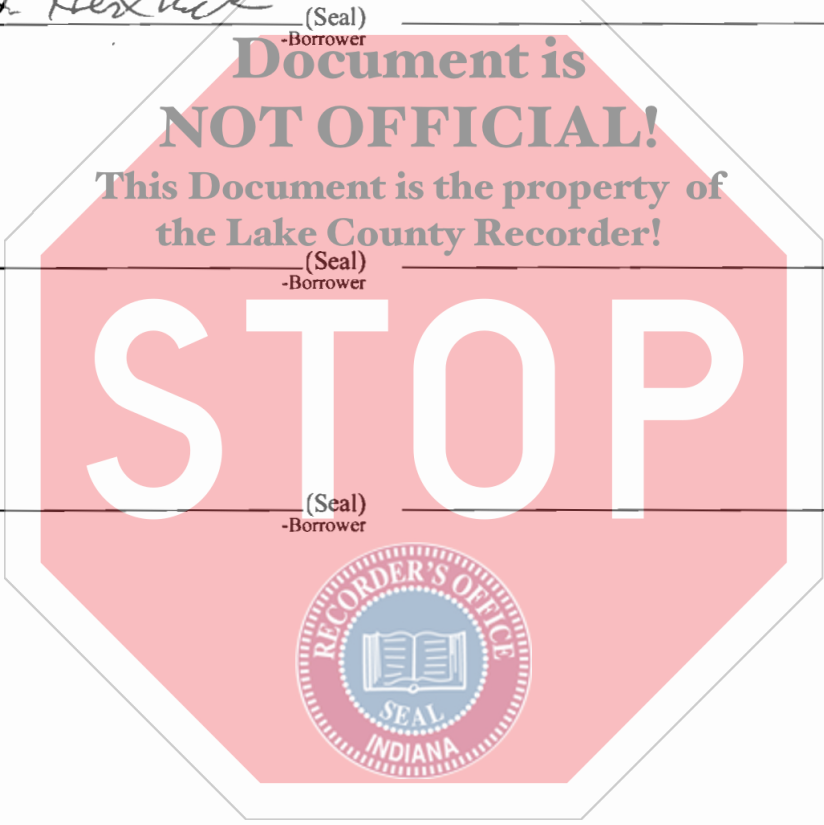 (Seal)
-Borrower
Document is
NOT OFFICIAL!
This Document is the property of
the Lake County Recorder!
(Seal)
-Borrower
STOP
(Seal)
-Borrower
RECORDER'S OFFICE
SEAL
INDIANA